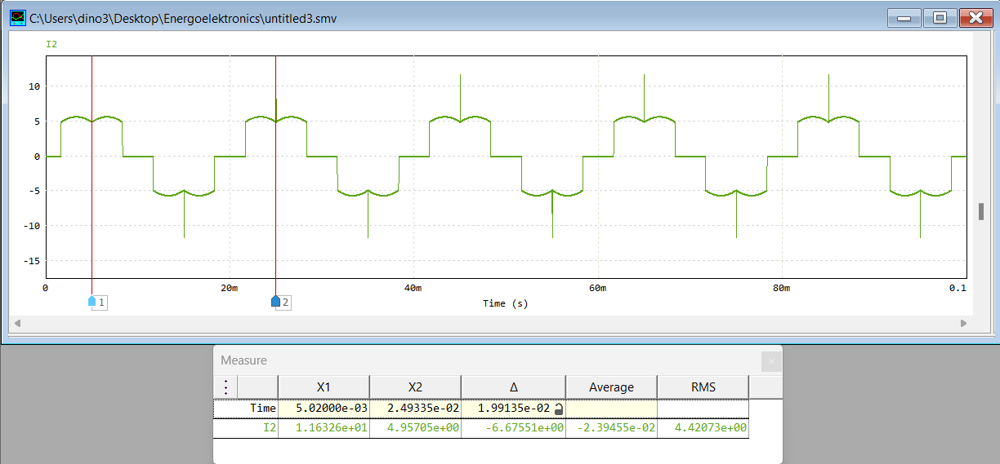 C:\Users\dino3\Desktop\Energoelektronics\untitled3.smv
I2
10
5
0
-5
-10
-15
0 20m 40m 60m 80m 0.1
1 2
Time (s)
Measure
X1 X2 Δ Average RMS
Time 5.02000e-03 2.49335e-02 1.99135e-02
I2 1.16326e+01 4.95705e+00 -6.67551e+00 -2.39455e-02 4.42073e+00